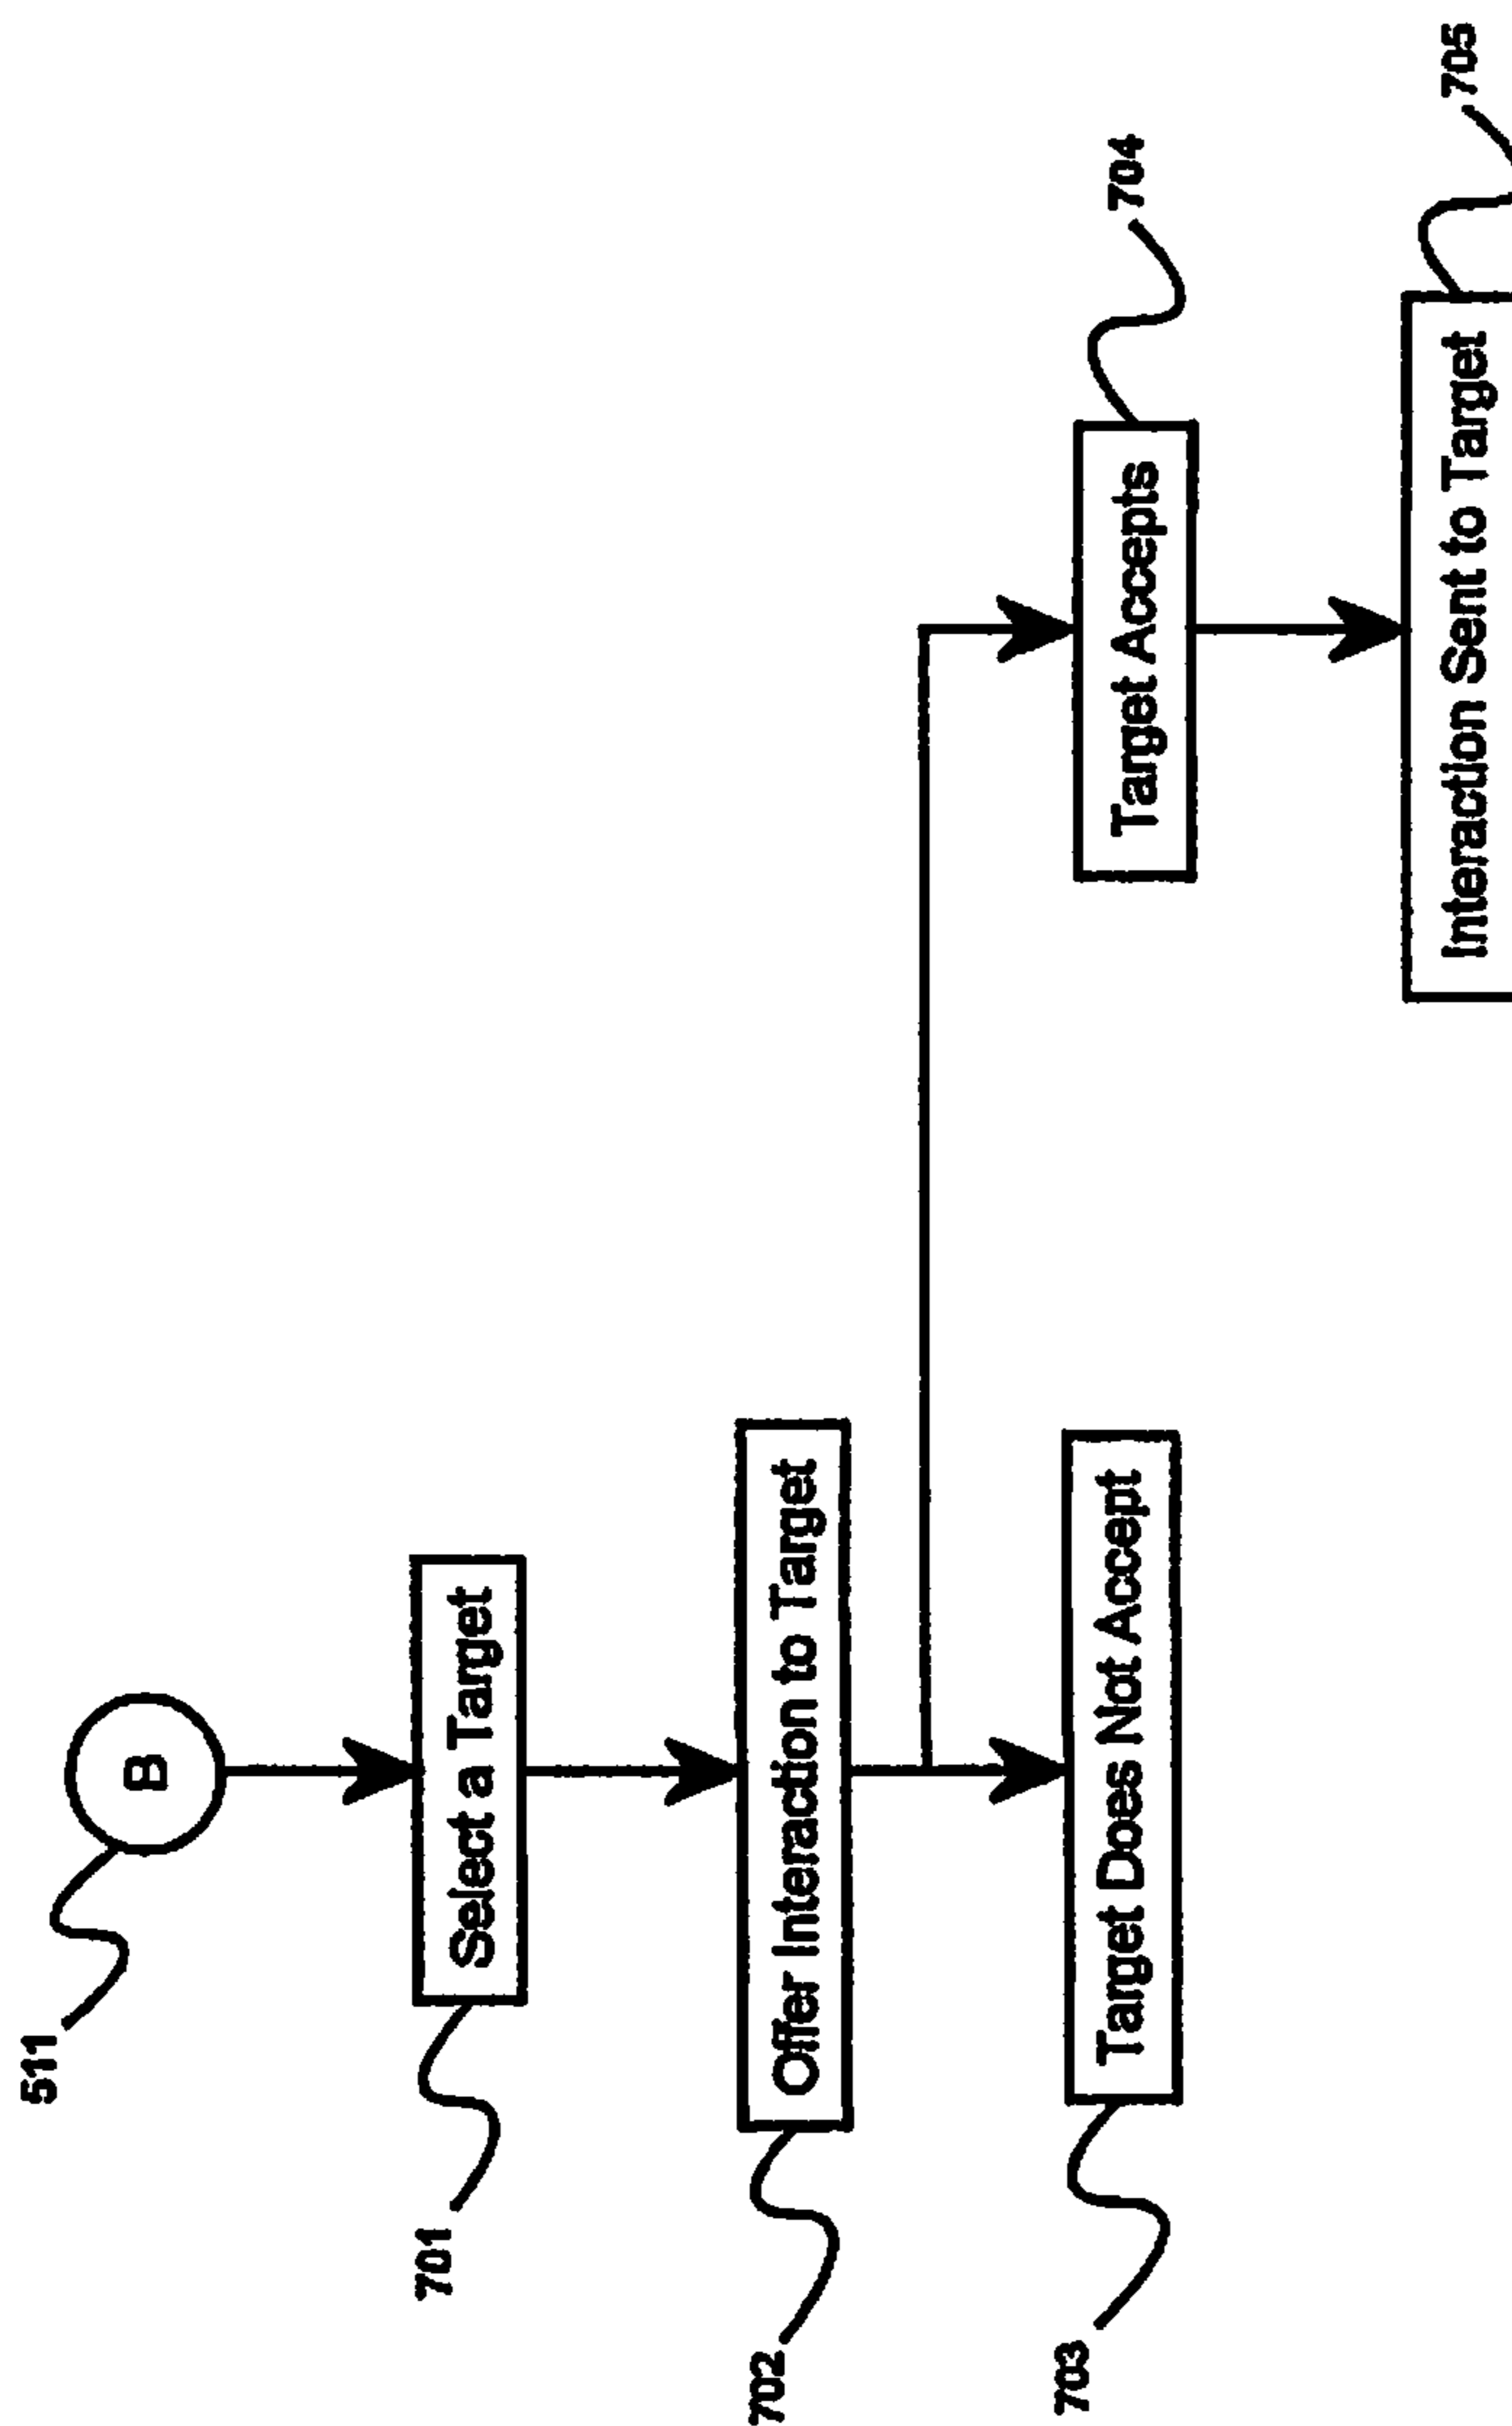 511
B
701
Select a Target
702
Offer Interaction to Target
703
Target Does Not Accept
704
Target Accepts
705
Interaction Sent to Target